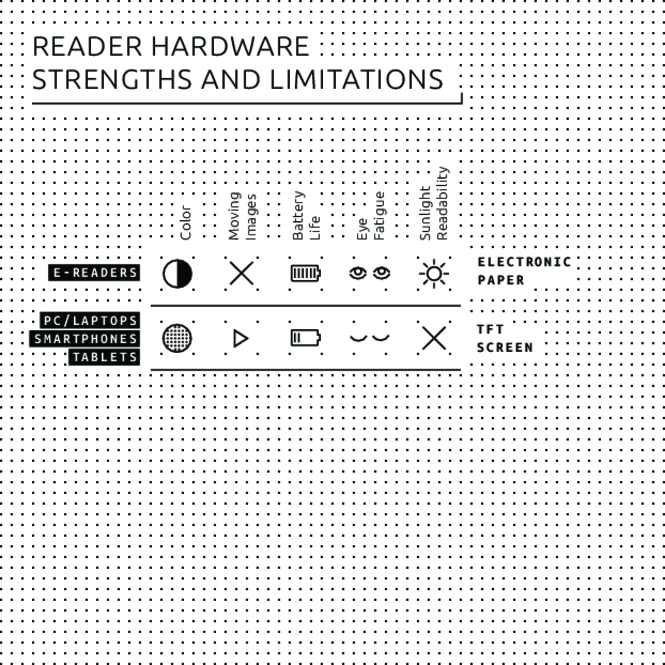 READER HARDWARE
STRENGTHS AND LIMITATIONS
Color
Moving
Images
Battery
Life
Eye
Fatigue
Sunlight
Readability
E-READERS
ELECTRONIC
PAPER
PC/LAPTOPS
SMARTPHONES
TABLETS
TFT
SCREEN